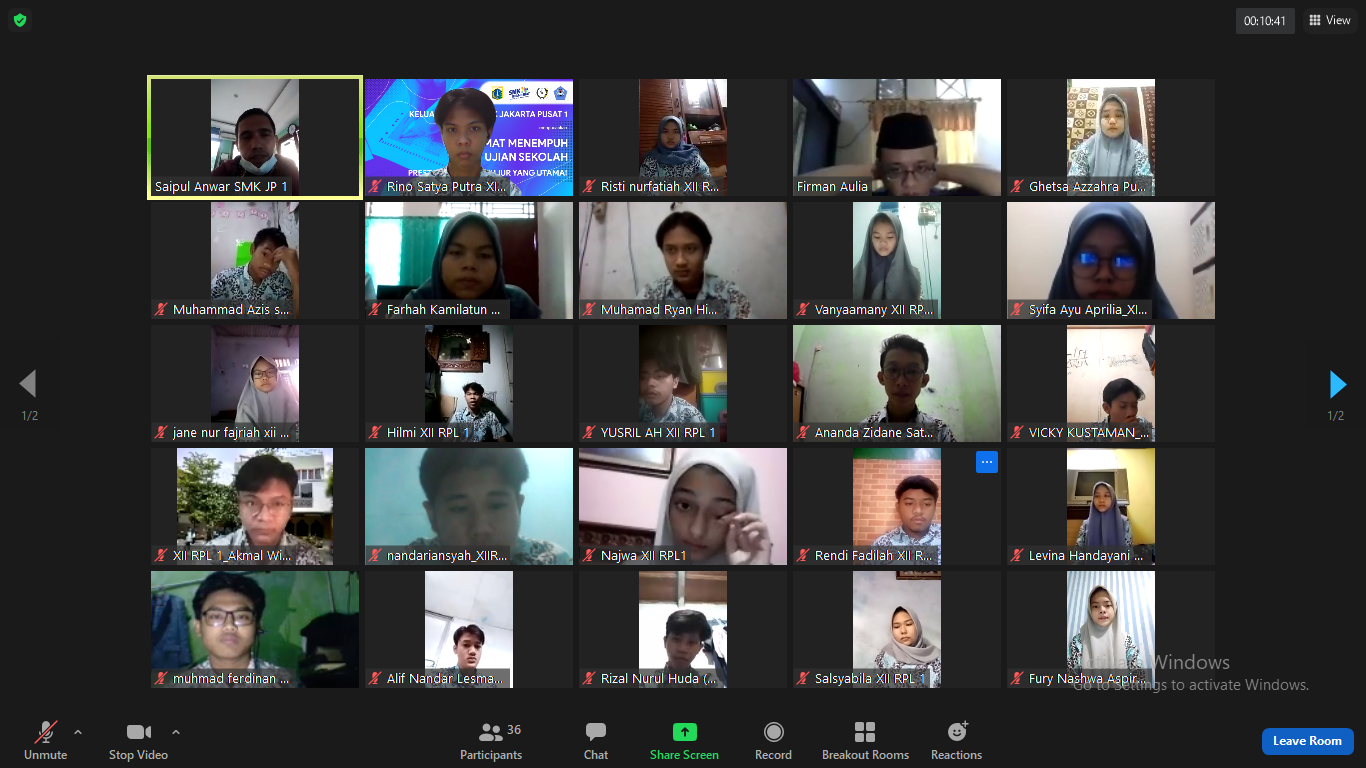 00:10:41 View
Saipul Anwar SMK JP 1
KELUA JAKARTA PUSAT 1
MAT MENEMPUH
UJIAN SEKOLAH
PREST JUJUR YANG UTAMA!
Rino Satya Putra XI...
Risti nurfatiah XII R...
Firman Aulia
Ghetsa Azzahra Pu...
Muhammad Azis s...
Farhah Kamilatun ...
Muhamad Ryan Hi...
Vanyaamany XII RP...
Syifa Ayu Aprilia_XI...
1/2
1/2
jane nur fajriah xii ...
Hilmi XII RPL 1
YUSRIL AH XII RPL 1
Ananda Zidane Sat...
VICKY KUSTAMAN_...
XII RPL 1_Akmal Wi...
nandariansyah_XIIR...
Najwa XII RPL1
Rendi Fadilah XII R...
Levina Handayani ...
muhmad ferdinan ...
Alif Nandar Lesma...
Rizal Nurul Huda (...
Salsyabila XII RPL 1
Fury Nashwa Aspir...
Activate Windows
Go to Settings to activate Windows.
Unmute
Stop Video
Participants
36
Chat
Share Screen
Record
Breakout Rooms
Reactions
Leave Room